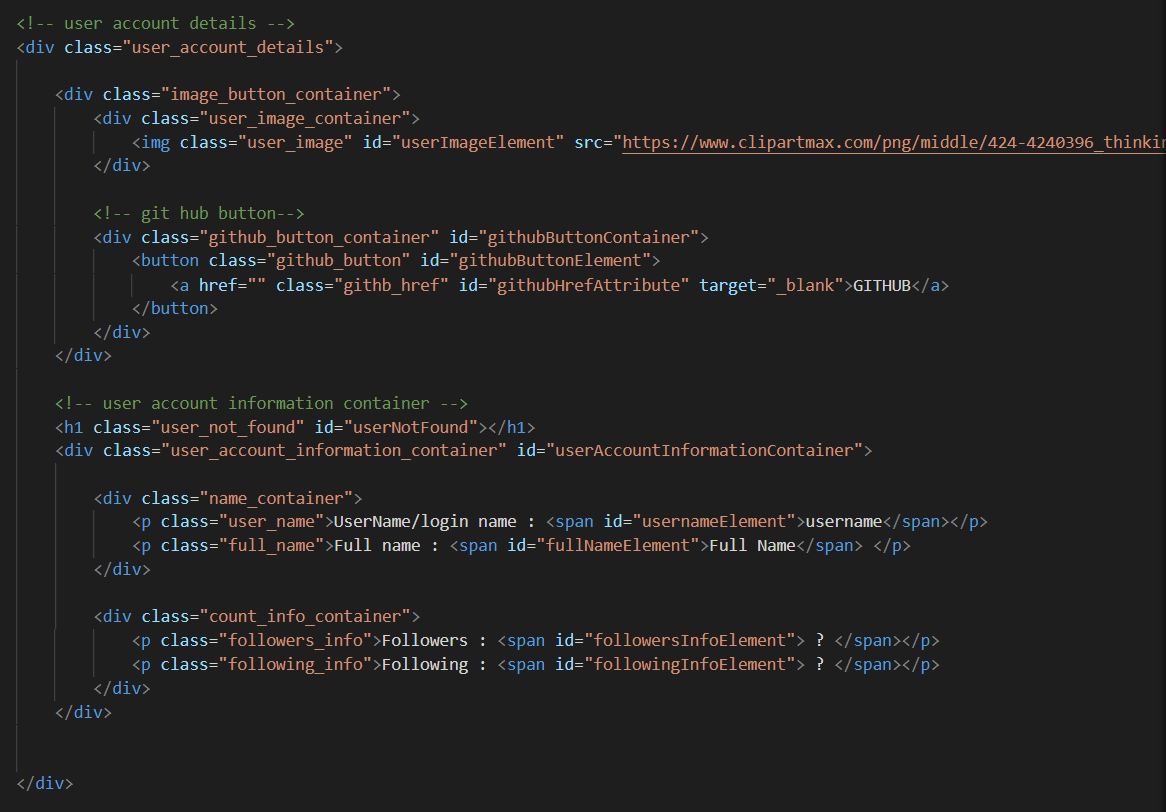 <!-- user account details -->
<div class="user_account_details">
<div class="image_button_container">
<div class="user_image_container">
<img class="user_image" id="userImageElement" src="https://www.clipartmax.com/png/middle/424-4240396_thinkin
</div>
<!-- git hub button-->
<div class="github_button_container" id="githubButtonContainer">
<button class="github_button" id="githubButtonElement">
<a href="" class="githb_href" id="githubHrefAttribute" target="_blank">GITHUB</a>
</button>
</div>
</div>
<!-- user account information container -->
<h1 class="user_not_found" id="userNotFound"></h1>
<div class="user_account_information_container" id="userAccountInformationContainer">
<div class="name_container">
<p class="user_name">UserName/login name : <span id="usernameElement">username</span></p>
<p class="full_name">Full name : <span id="fullNameElement">Full Name</span> </p>
</div>
<div class="count_info_container">
<p class="followers_info">Followers : <span id="followersInfoElement"> ? </span></p>
<p class="following_info">Following : <span id="followingInfoElement"> ? </span></p>
</div>
</div>
</div>